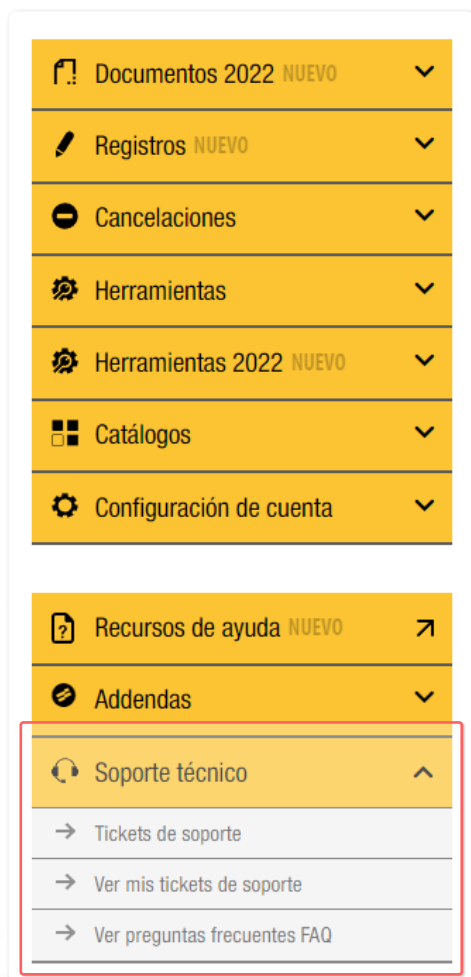 Documentos 2022 NUEVO
Registros NUEVO
Cancelaciones
Herramientas
Herramientas 2022 NUEVO
Catálogos
Configuración de cuenta
Recursos de ayuda NUEVO
Addendas
Soporte técnico
Tickets de soporte
Ver mis tickets de soporte
Ver preguntas frecuentes FAQ